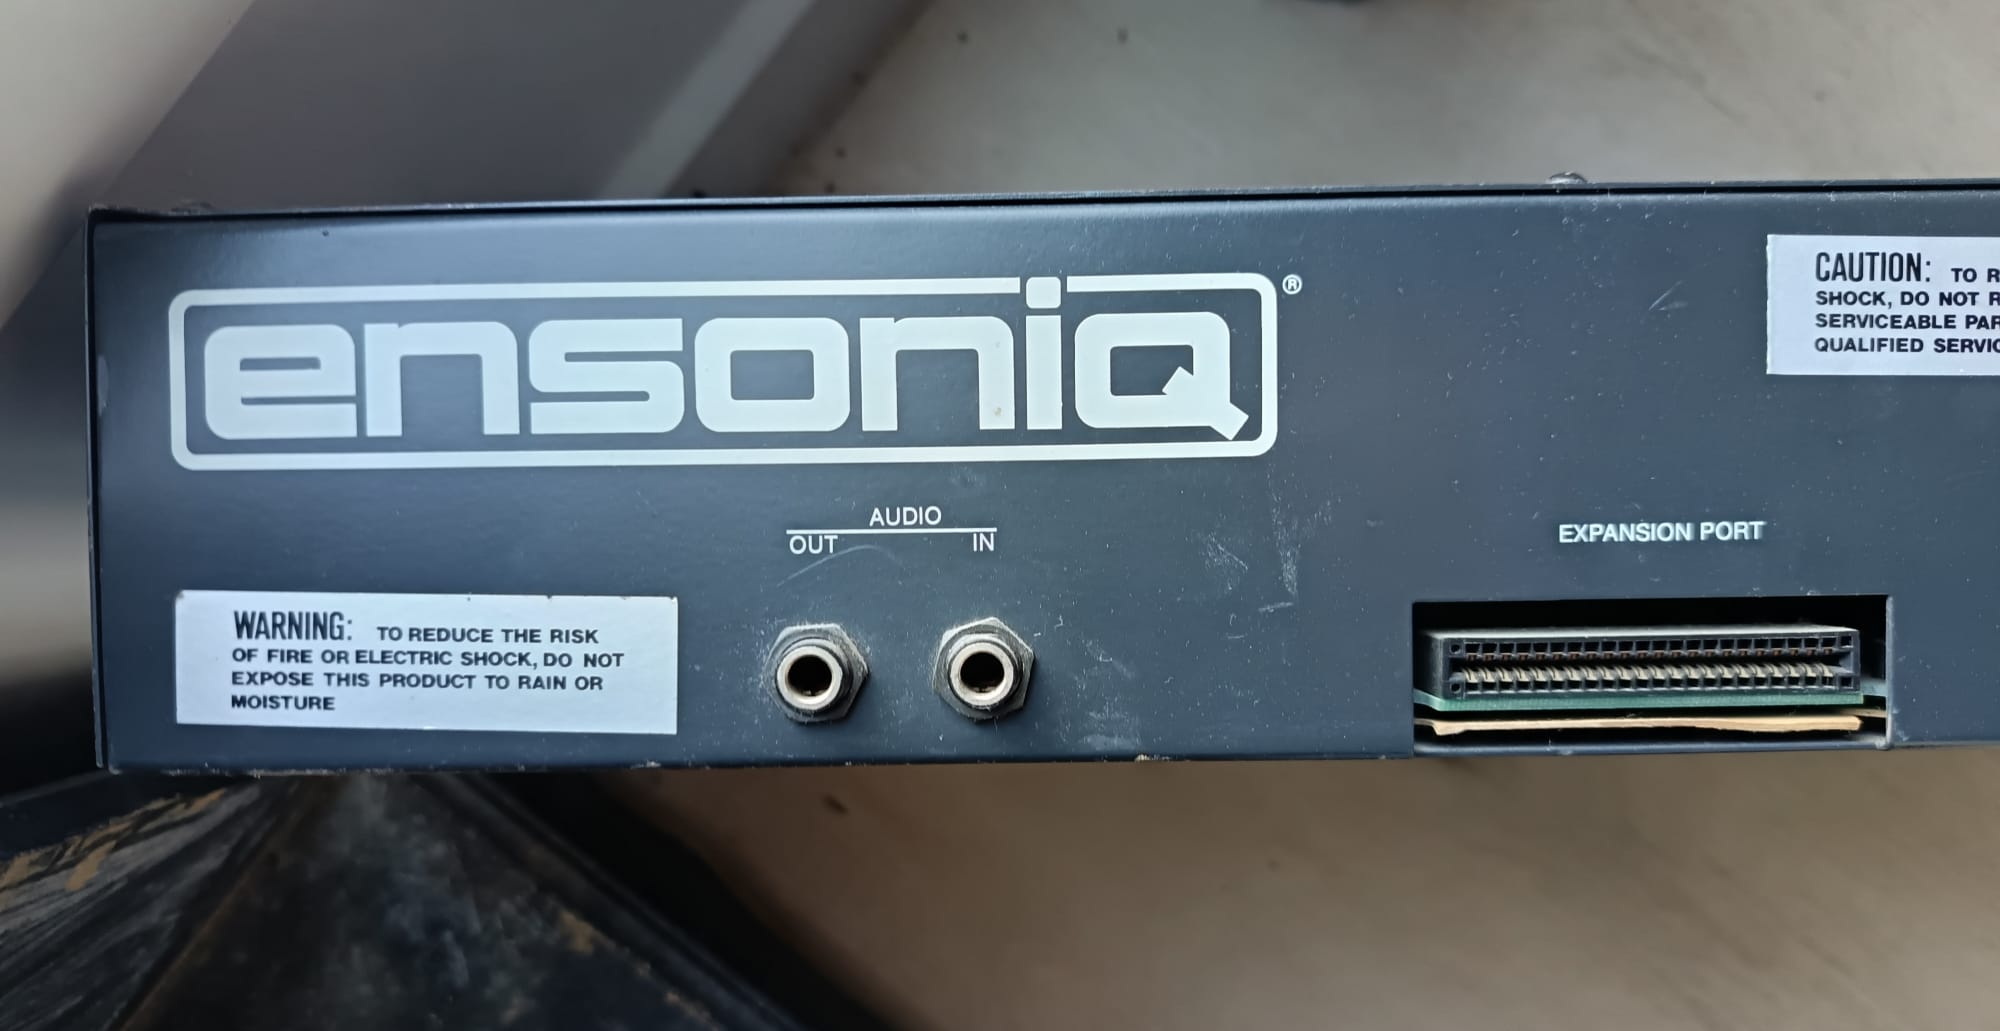 ensoniq®
CAUTION: TO R
SHOCK, DO NOT R
SERVICEABLE PAR
QUALIFIED SERVIC
AUDIO
OUT IN
EXPANSION PORT
WARNING: TO REDUCE THE RISK
OF FIRE OR ELECTRIC SHOCK, DO NOT
EXPOSE THIS PRODUCT TO RAIN OR
MOISTURE